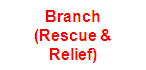 Branch
(Rescue &
Relief)